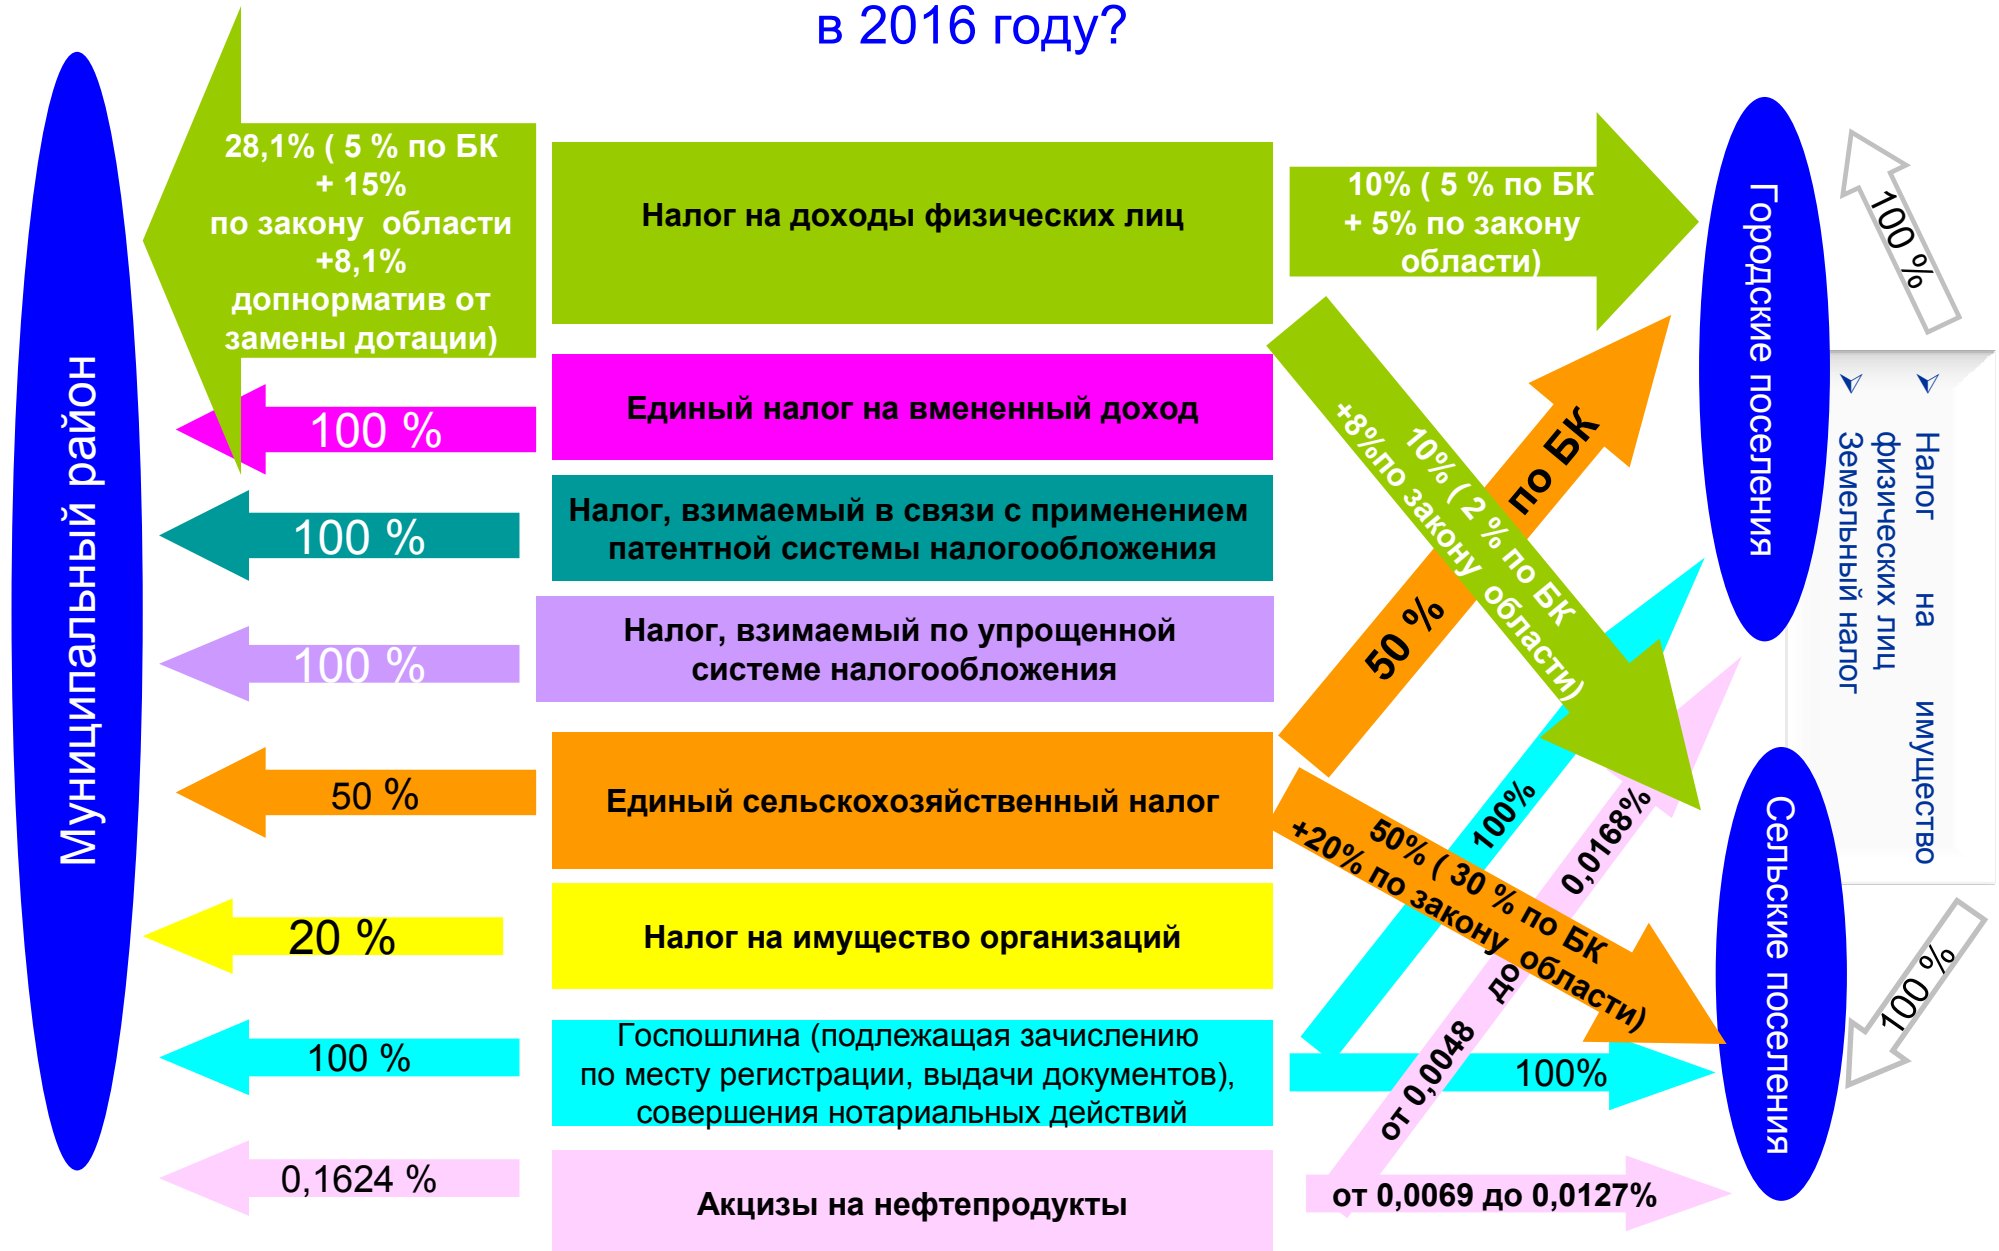 в 2016 году?
Муниципальный район
28,1% ( 5 % по БК
+ 15%
по закону области
+8,1%
допнорматив от
замены дотации)
Налог на доходы физических лиц
10% ( 5 % по БК
+ 5% по закону
области)
10% ( 2 % по БК
+8%по закону области)
100 %
Единый налог на вмененный доход
100 %
Налог, взимаемый в связи с применением
патентной системы налогообложения
100 %
Налог, взимаемый по упрощенной
системе налогообложения
50 %
Единый сельскохозяйственный налог
50 % по БК
50% ( 30 % по БК
+20% по закону области)
20 %
Налог на имущество организаций
100 %
Госпошлина (подлежащая зачислению
по месту регистрации, выдачи документов),
совершения нотариальных действий
100%
100%
0,1624 %
Акцизы на нефтепродукты
от 0,0048 до 0,0168%
от 0,0069 до 0,0127%
Городские поселения
Сельские поселения
100 %
Налог на имущество
физических лиц
Земельный налог
100 %